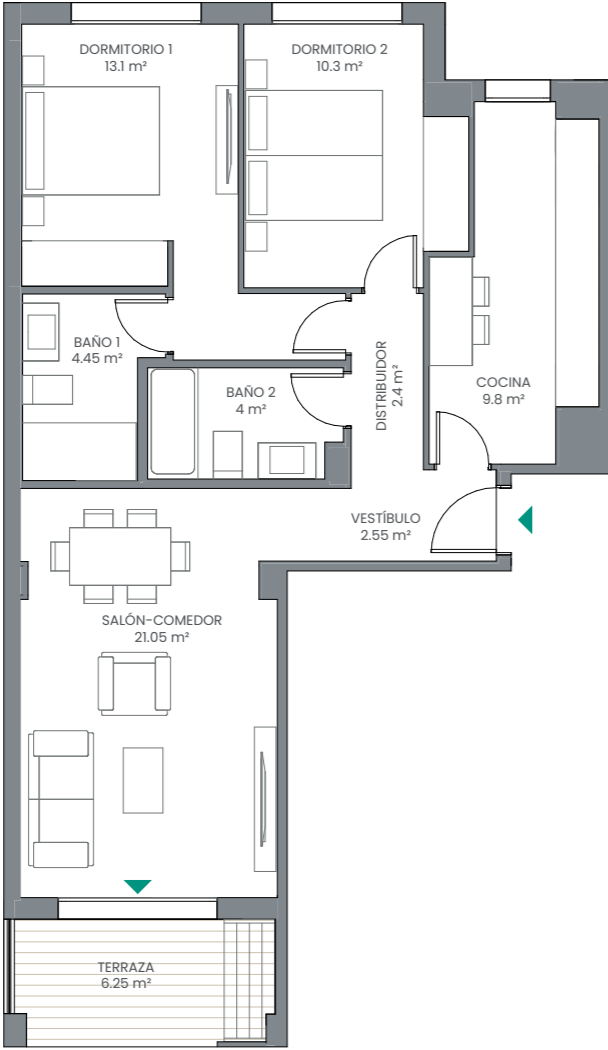 DORMITORIO 1
13.1 m²
DORMITORIO 2
10.3 m²
BAÑO 1
4.45 m²
BAÑO 2
4 m²
DISTRIBUIDOR
2.4 m²
COCINA
9.8 m²
VESTÍBULO
2.55 m²
SALÓN-COMEDOR
21.05 m²
TERRAZA
6.25 m²